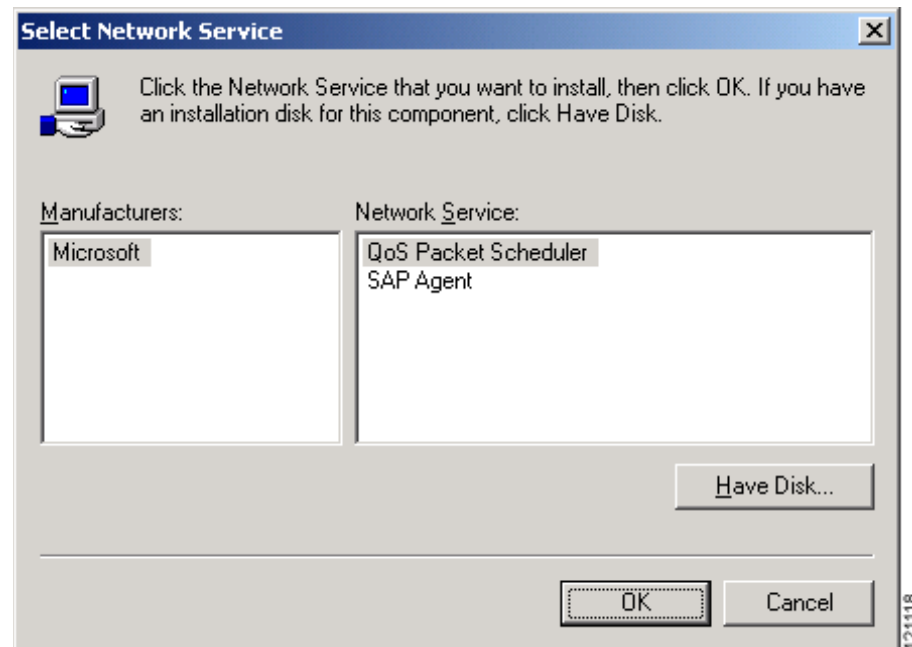 Select Network Service
Click the Network Service that you want to install, then click OK. If you have
an installation disk for this component, click Have Disk.
Manufacturers:
Microsoft
Network Service:
QoS Packet Scheduler
SAP Agent
Have Disk...
OK
Cancel
121118